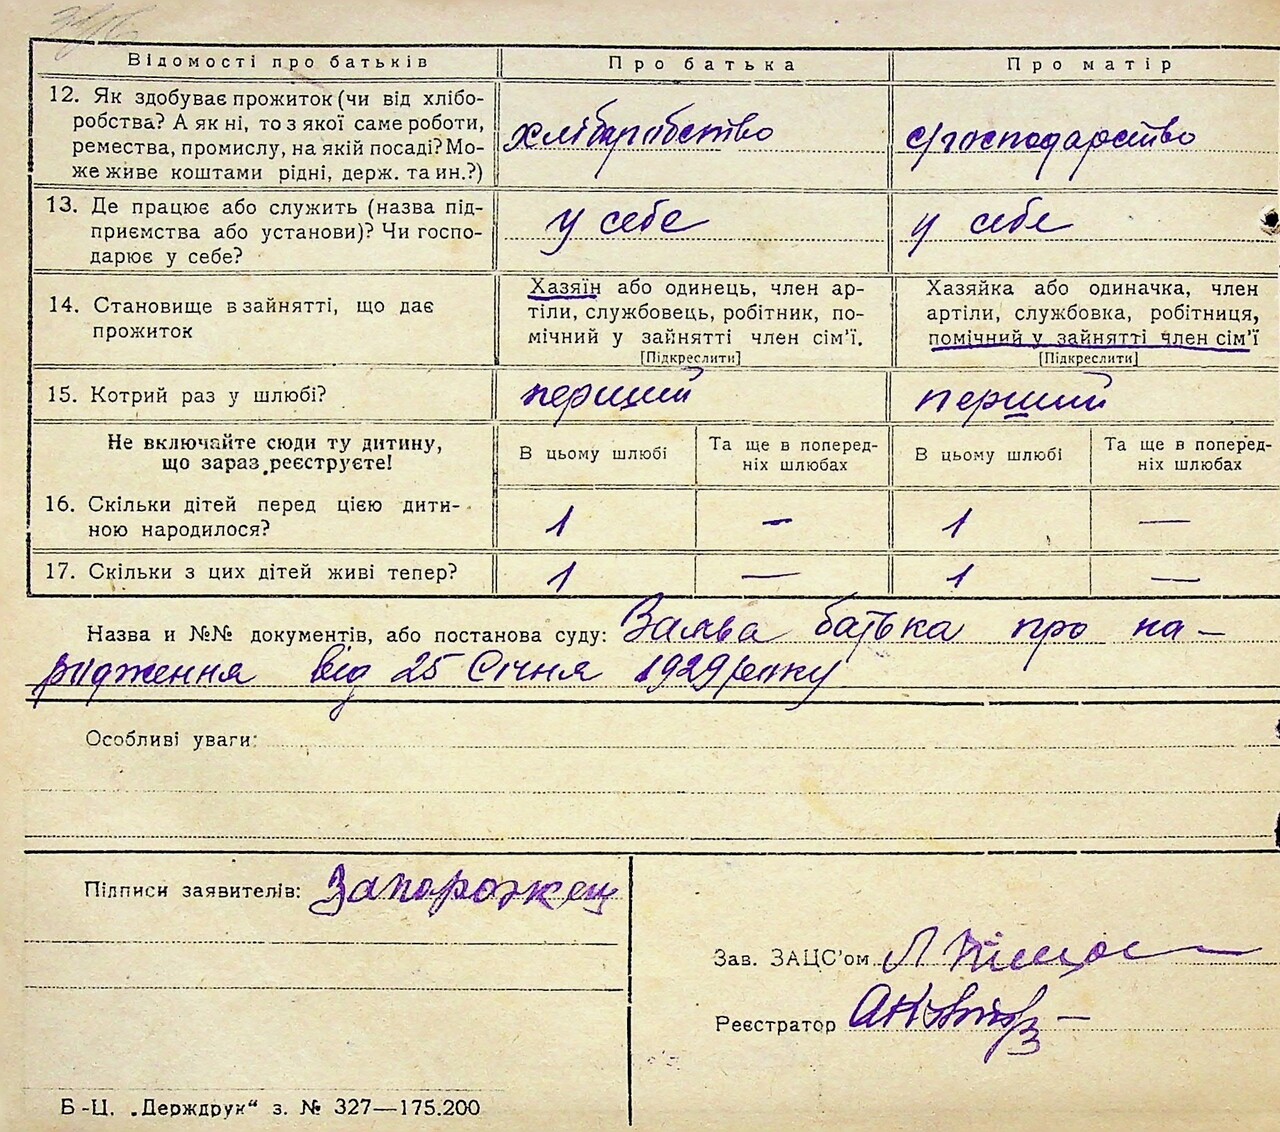 Відомості про батьків Про батька Про матір
12. Як здобуває прожиток (чи від хлібо-
робства? А як ні, то з якої саме роботи,
ремества, промислу, на якій посаді? Мо-
же живе коштами рідні, держ. та ин.?)
хліборобство с/господарство
13. Де працює або служить (назва під-
приємства або установи)? Чи госпо-
дарює у себе?
у себе у себе
14. Становище в зайнятті, що дає
прожиток
Хазяїн або одинець, член ар-
тіли, службовець, робітник, по-
мічний у зайнятті член сім'ї.
[Підкреслити]
Хазяйка або одиначка, член
артіли, службовка, робітниця,
помічний у зайнятті член сім'ї
[Підкреслити]
15. Котрий раз у шлюбі? перший перший
Не включайте сюди ту дитину,
що зараз реєструєте!
В цьому шлюбі
Та ще в поперед-
ніх шлюбах
В цьому шлюбі
Та ще в поперед-
ніх шлюбах
16. Скільки дітей перед цією дити-
ною народилося?
1 — 1 —
17. Скільки з цих дітей живі тепер? 1 — 1 —
Назва и №№ документів, або постанова суду: Заява батька про на-
родження від 25 Січня 1929 року
Особливі уваги:
Підписи заявителів: Запорожец
Зав. ЗАЦС'ом
Реєстратор
Б-Ц. „Держдрук“ з. № 327—175.200